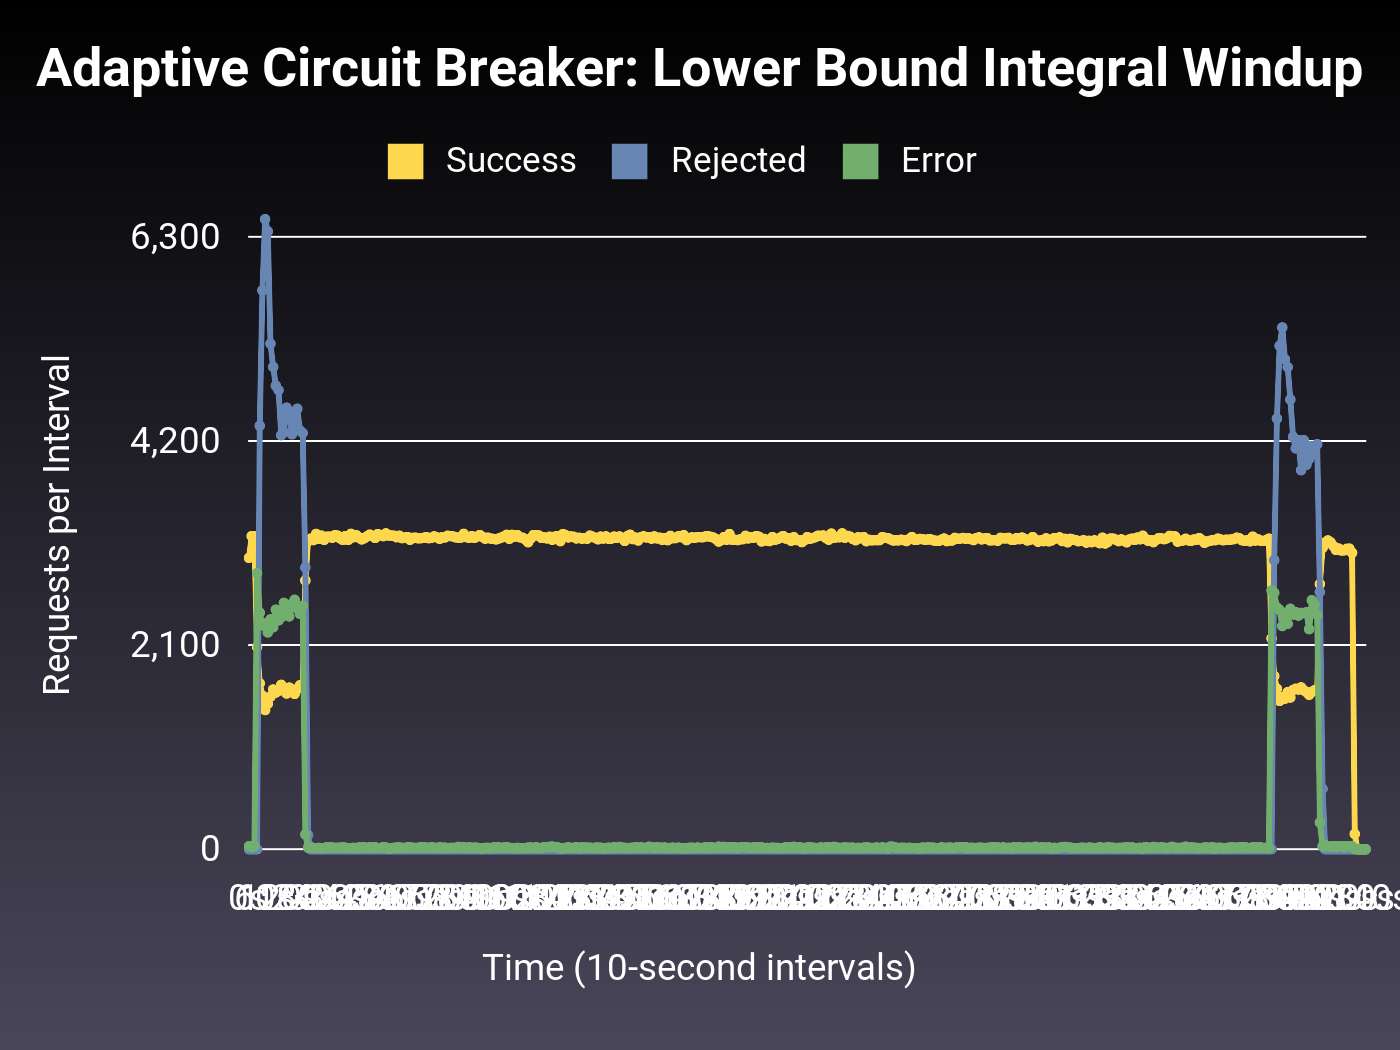 Adaptive Circuit Breaker: Lower Bound Integral Windup
Success Rejected Error
Requests per Interval
6,300
4,200
2,100
0
Time (10-second intervals)